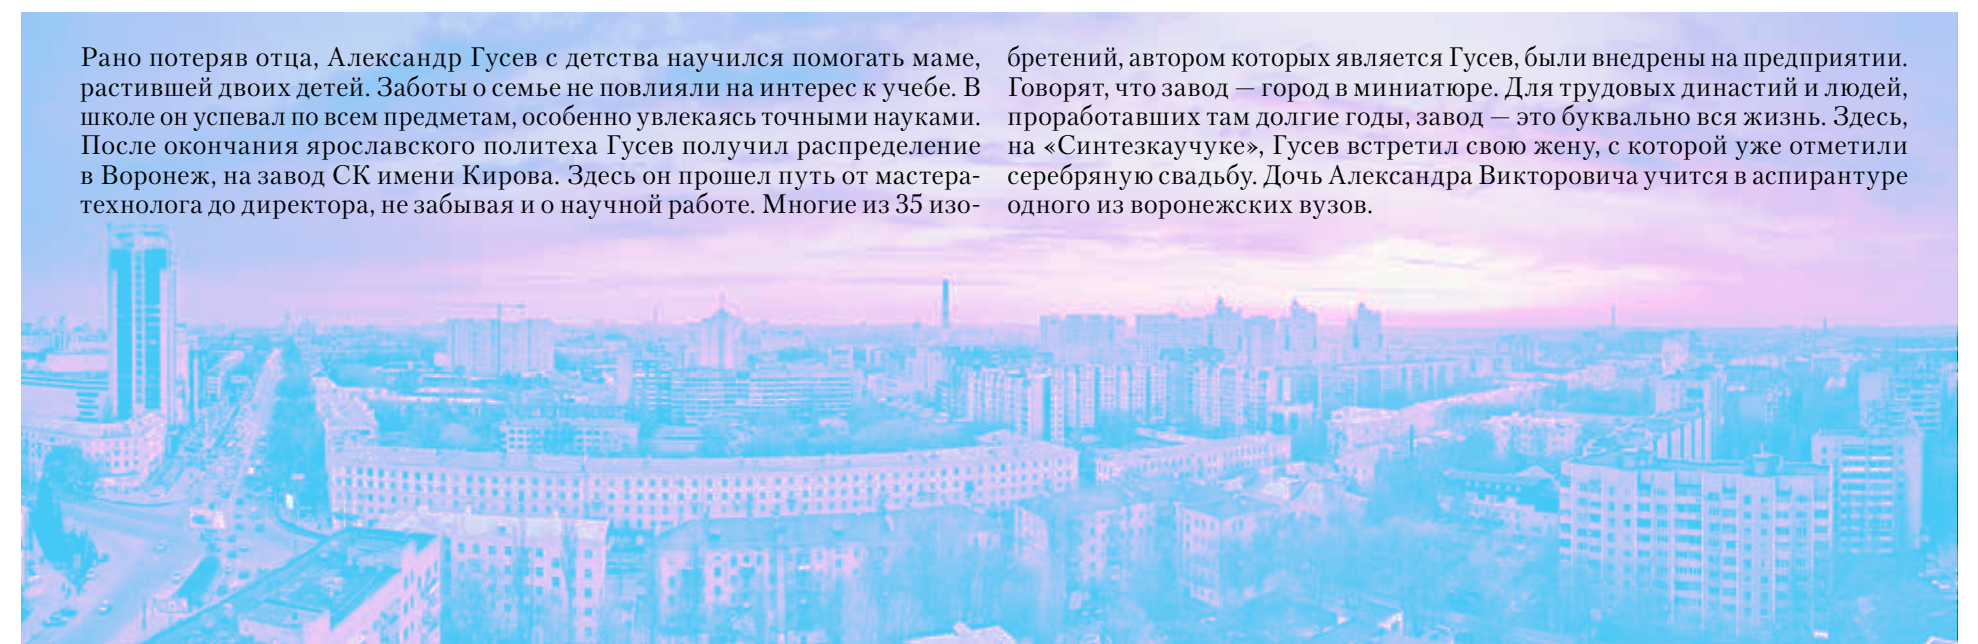 Рано потеряв отца, Александр Гусев с детства научился помогать маме,
растившей двоих детей. Заботы о семье не повлияли на интерес к учебе. В
школе он успевал по всем предметам, особенно увлекаясь точными науками.
После окончания ярославского политеха Гусев получил распределение
в Воронеж, на завод СК имени Кирова. Здесь он прошел путь от мастера-
технолога до директора, не забывая и о научной работе. Многие из 35 изо-
бретений, автором которых является Гусев, были внедрены на предприятии.
Говорят, что завод — город в миниатюре. Для трудовых династий и людей,
проработавших там долгие годы, завод — это буквально вся жизнь. Здесь,
на «Синтезкаучуке», Гусев встретил свою жену, с которой уже отметили
серебряную свадьбу. Дочь Александра Викторовича учится в аспирантуре
одного из воронежских вузов.